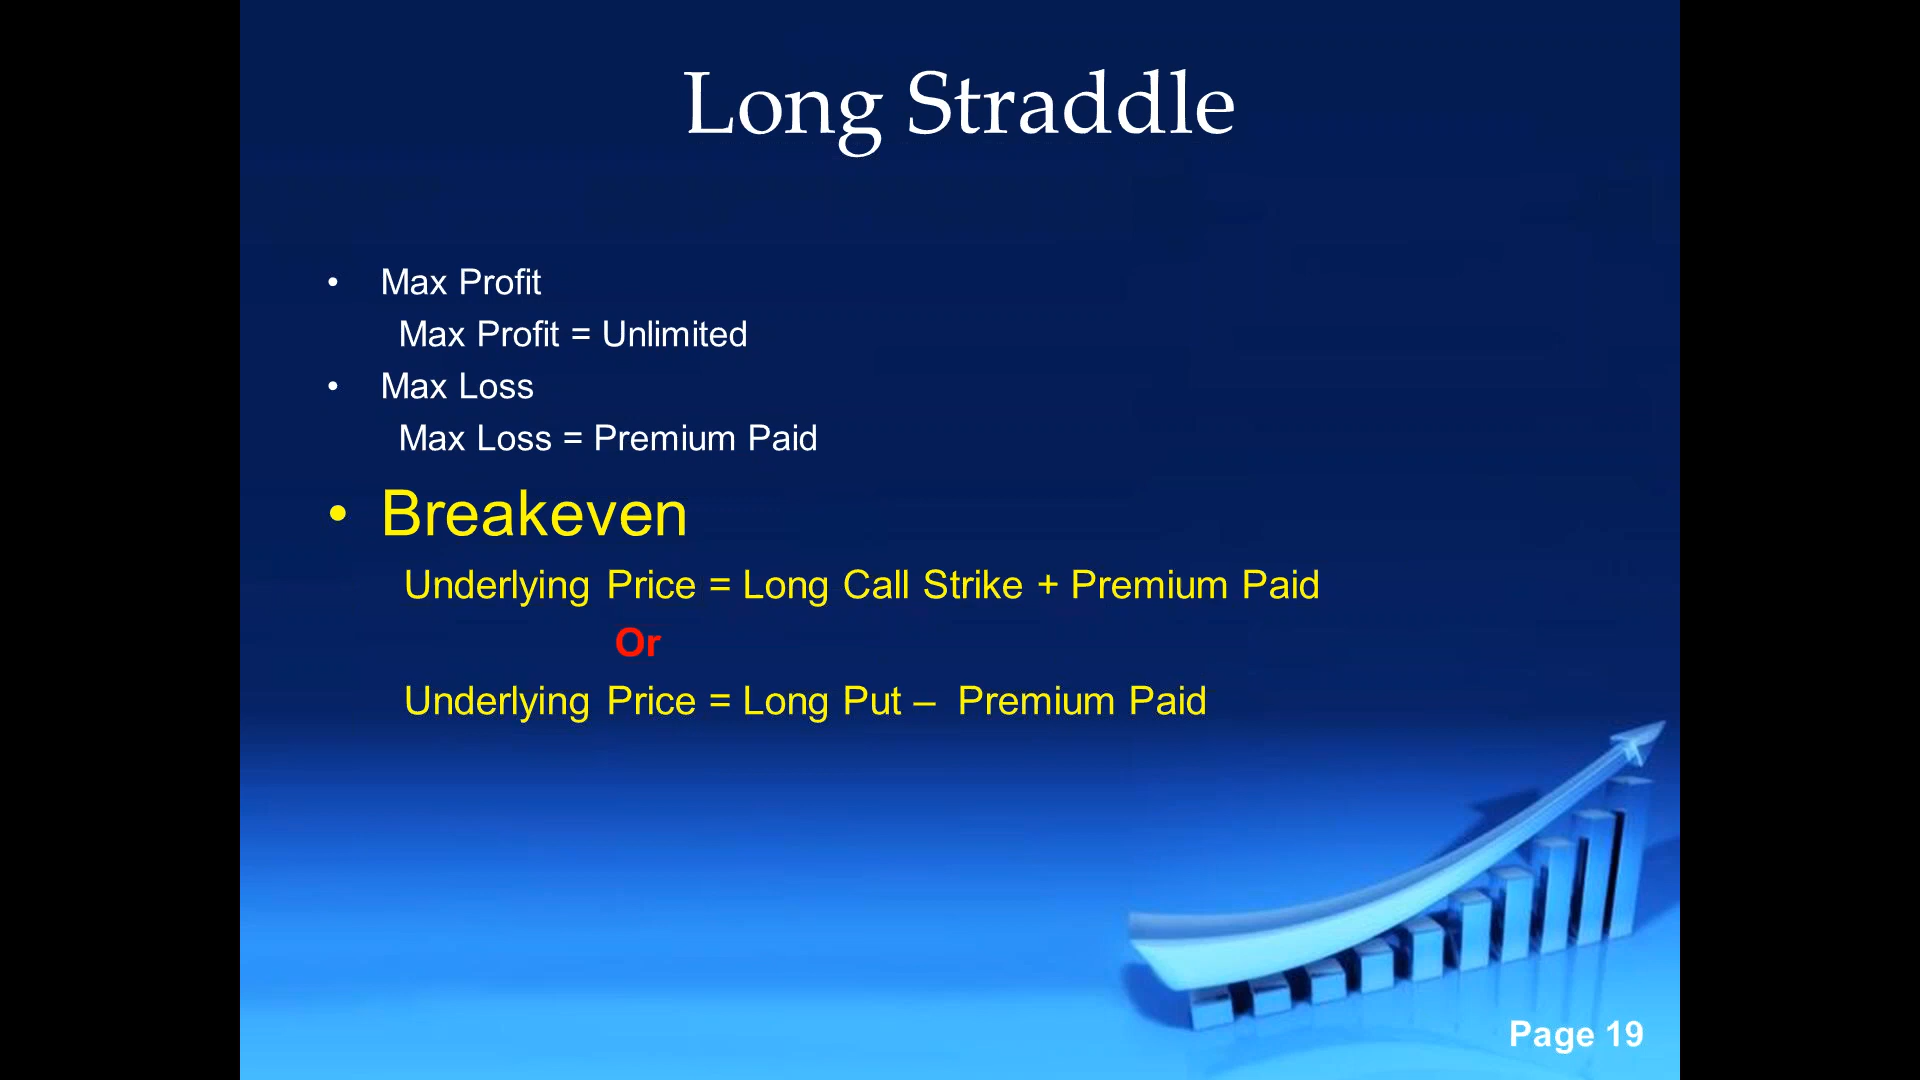 Long Straddle
• Max Profit
Max Profit = Unlimited
• Max Loss
Max Loss = Premium Paid
• Breakeven
Underlying Price = Long Call Strike + Premium Paid
Or
Underlying Price = Long Put – Premium Paid
Page 19